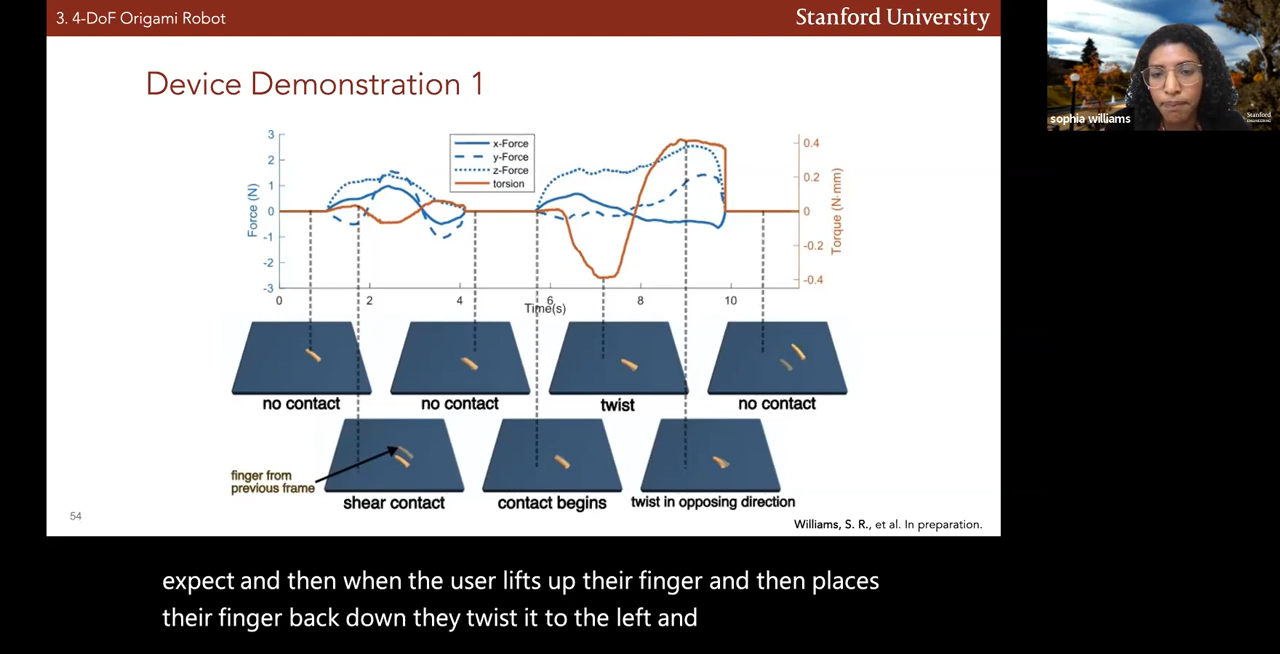 3. 4-DoF Origami Robot
Stanford University
Device Demonstration 1
sophia williams
Stanford
ENGINEERING
3
2
1
0
-1
-2
-3
Force (N)
x-Force
y-Force
z-Force
torsion
0.4
0.2
0
-0.2
-0.4
Torque (N·mm)
0 2 4 6 8 10
Time(s)
no contact
no contact
twist
no contact
finger from
previous frame
shear contact
contact begins
twist in opposing direction
54
Williams, S. R., et al. In preparation.
expect and then when the user lifts up their finger and then places
their finger back down they twist it to the left and